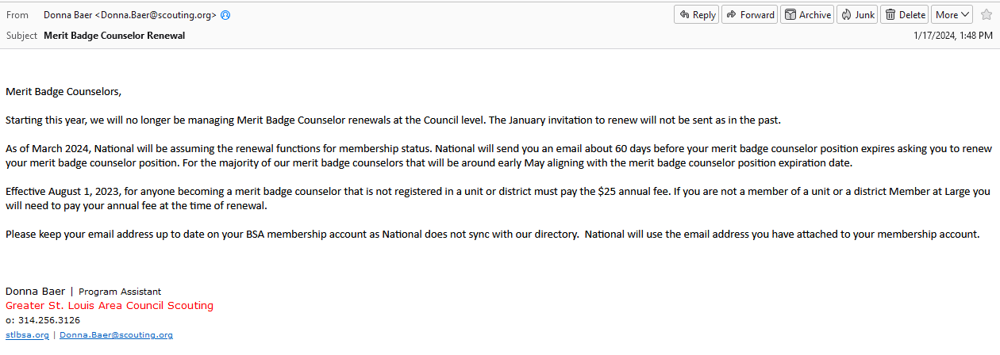 From Donna Baer <Donna.Baer@scouting.org> Reply Forward Archive Junk Delete More
Subject Merit Badge Counselor Renewal 1/17/2024, 1:48 PM
Merit Badge Counselors,
Starting this year, we will no longer be managing Merit Badge Counselor renewals at the Council level. The January invitation to renew will not be sent as in the past.
As of March 2024, National will be assuming the renewal functions for membership status. National will send you an email about 60 days before your merit badge counselor position expires asking you to renew
your merit badge counselor position. For the majority of our merit badge counselors that will be around early May aligning with the merit badge counselor position expiration date.
Effective August 1, 2023, for anyone becoming a merit badge counselor that is not registered in a unit or district must pay the $25 annual fee. If you are not a member of a unit or a district Member at Large you
will need to pay your annual fee at the time of renewal.
Please keep your email address up to date on your BSA membership account as National does not sync with our directory.  National will use the email address you have attached to your membership account.
Donna Baer | Program Assistant
Greater St. Louis Area Council Scouting
o: 314.256.3126
stlbsa.org | Donna.Baer@scouting.org